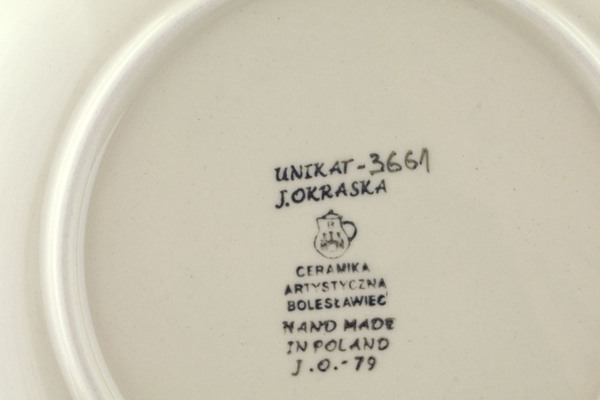 UNIKAT-3661
J.OKRASKA
CERAMIKA
ARTYSTYCZNA
BOLESŁAWIEC
HAND MADE
IN POLAND
J.O.-79